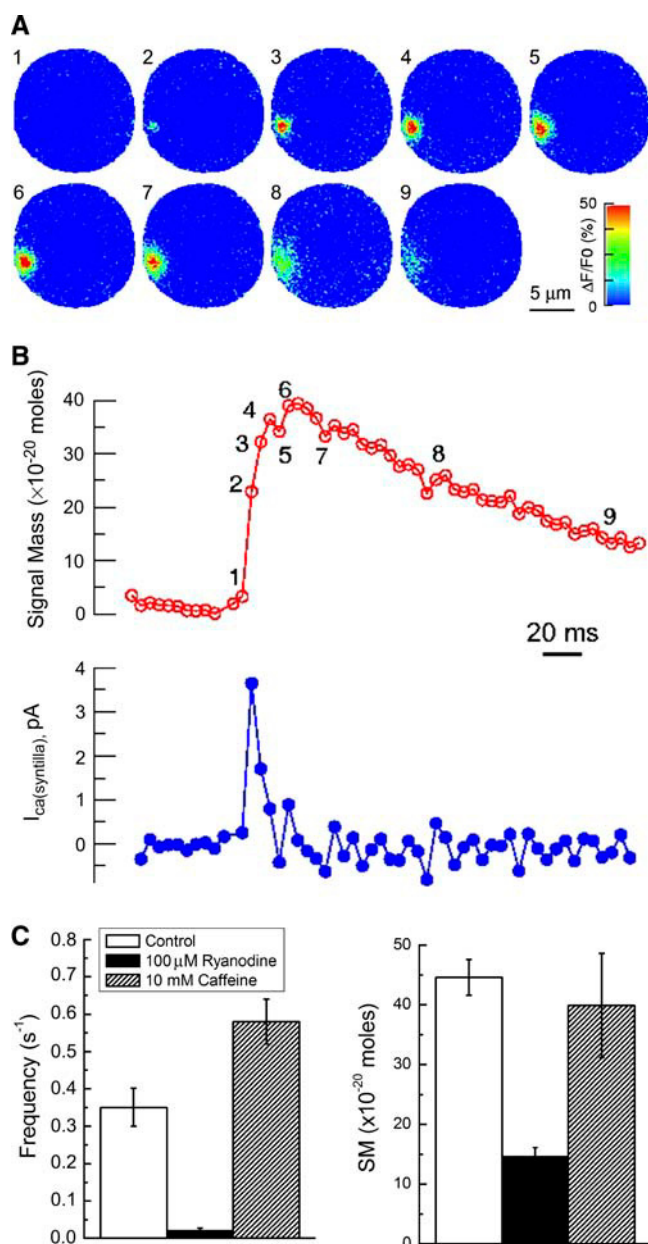 A
1 2 3 4 5
6 7 8 9
50
0
ΔF/F0 (%)
5 μm
B
Signal Mass (×10⁻²⁰ moles)
40
30
20
10
0
1
2
3
4
5
6
7
8
9
20 ms
I_ca(syntilla), pA
4
3
2
1
0
C
Frequency (s⁻¹)
0.8
0.7
0.6
0.5
0.4
0.3
0.2
0.1
0.0
Control
100 μM Ryanodine
10 mM Caffeine
SM (x10⁻²⁰ moles)
50
40
30
20
10
0